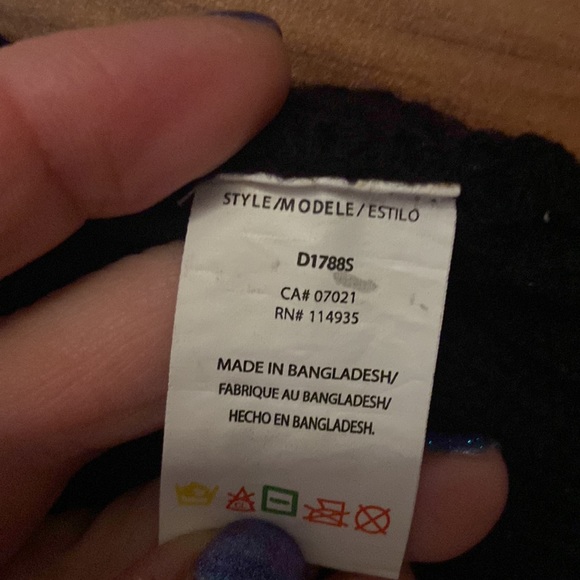 STYLE/MODELE/ESTILO
D1788S
CA# 07021
RN# 114935
MADE IN BANGLADESH/
FABRIQUE AU BANGLADESH/
HECHO EN BANGLADESH.